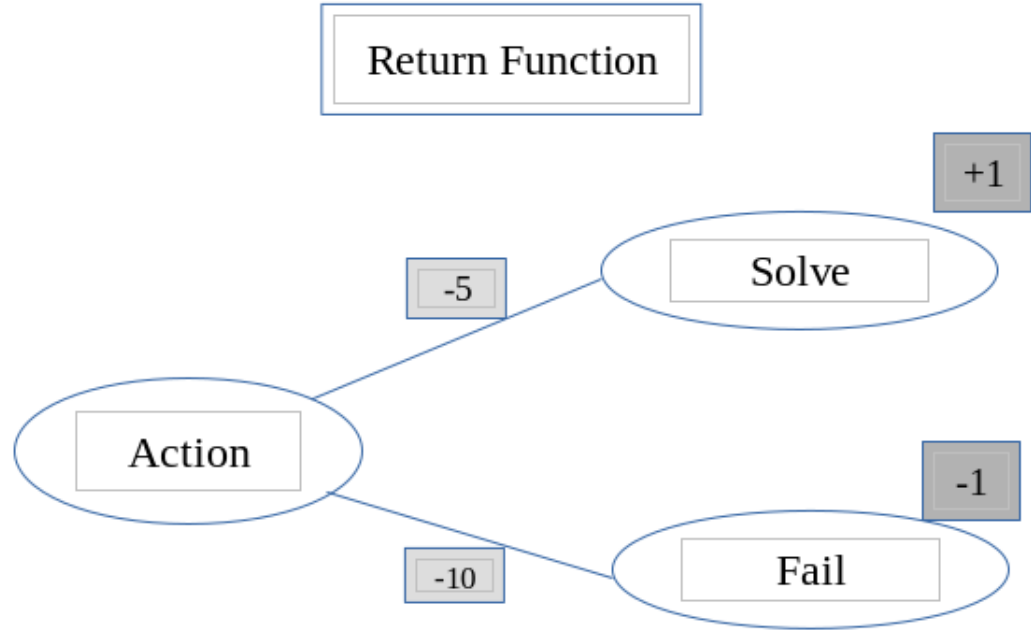 Return Function
+1
Solve
-5
Action
-1
Fail
-10